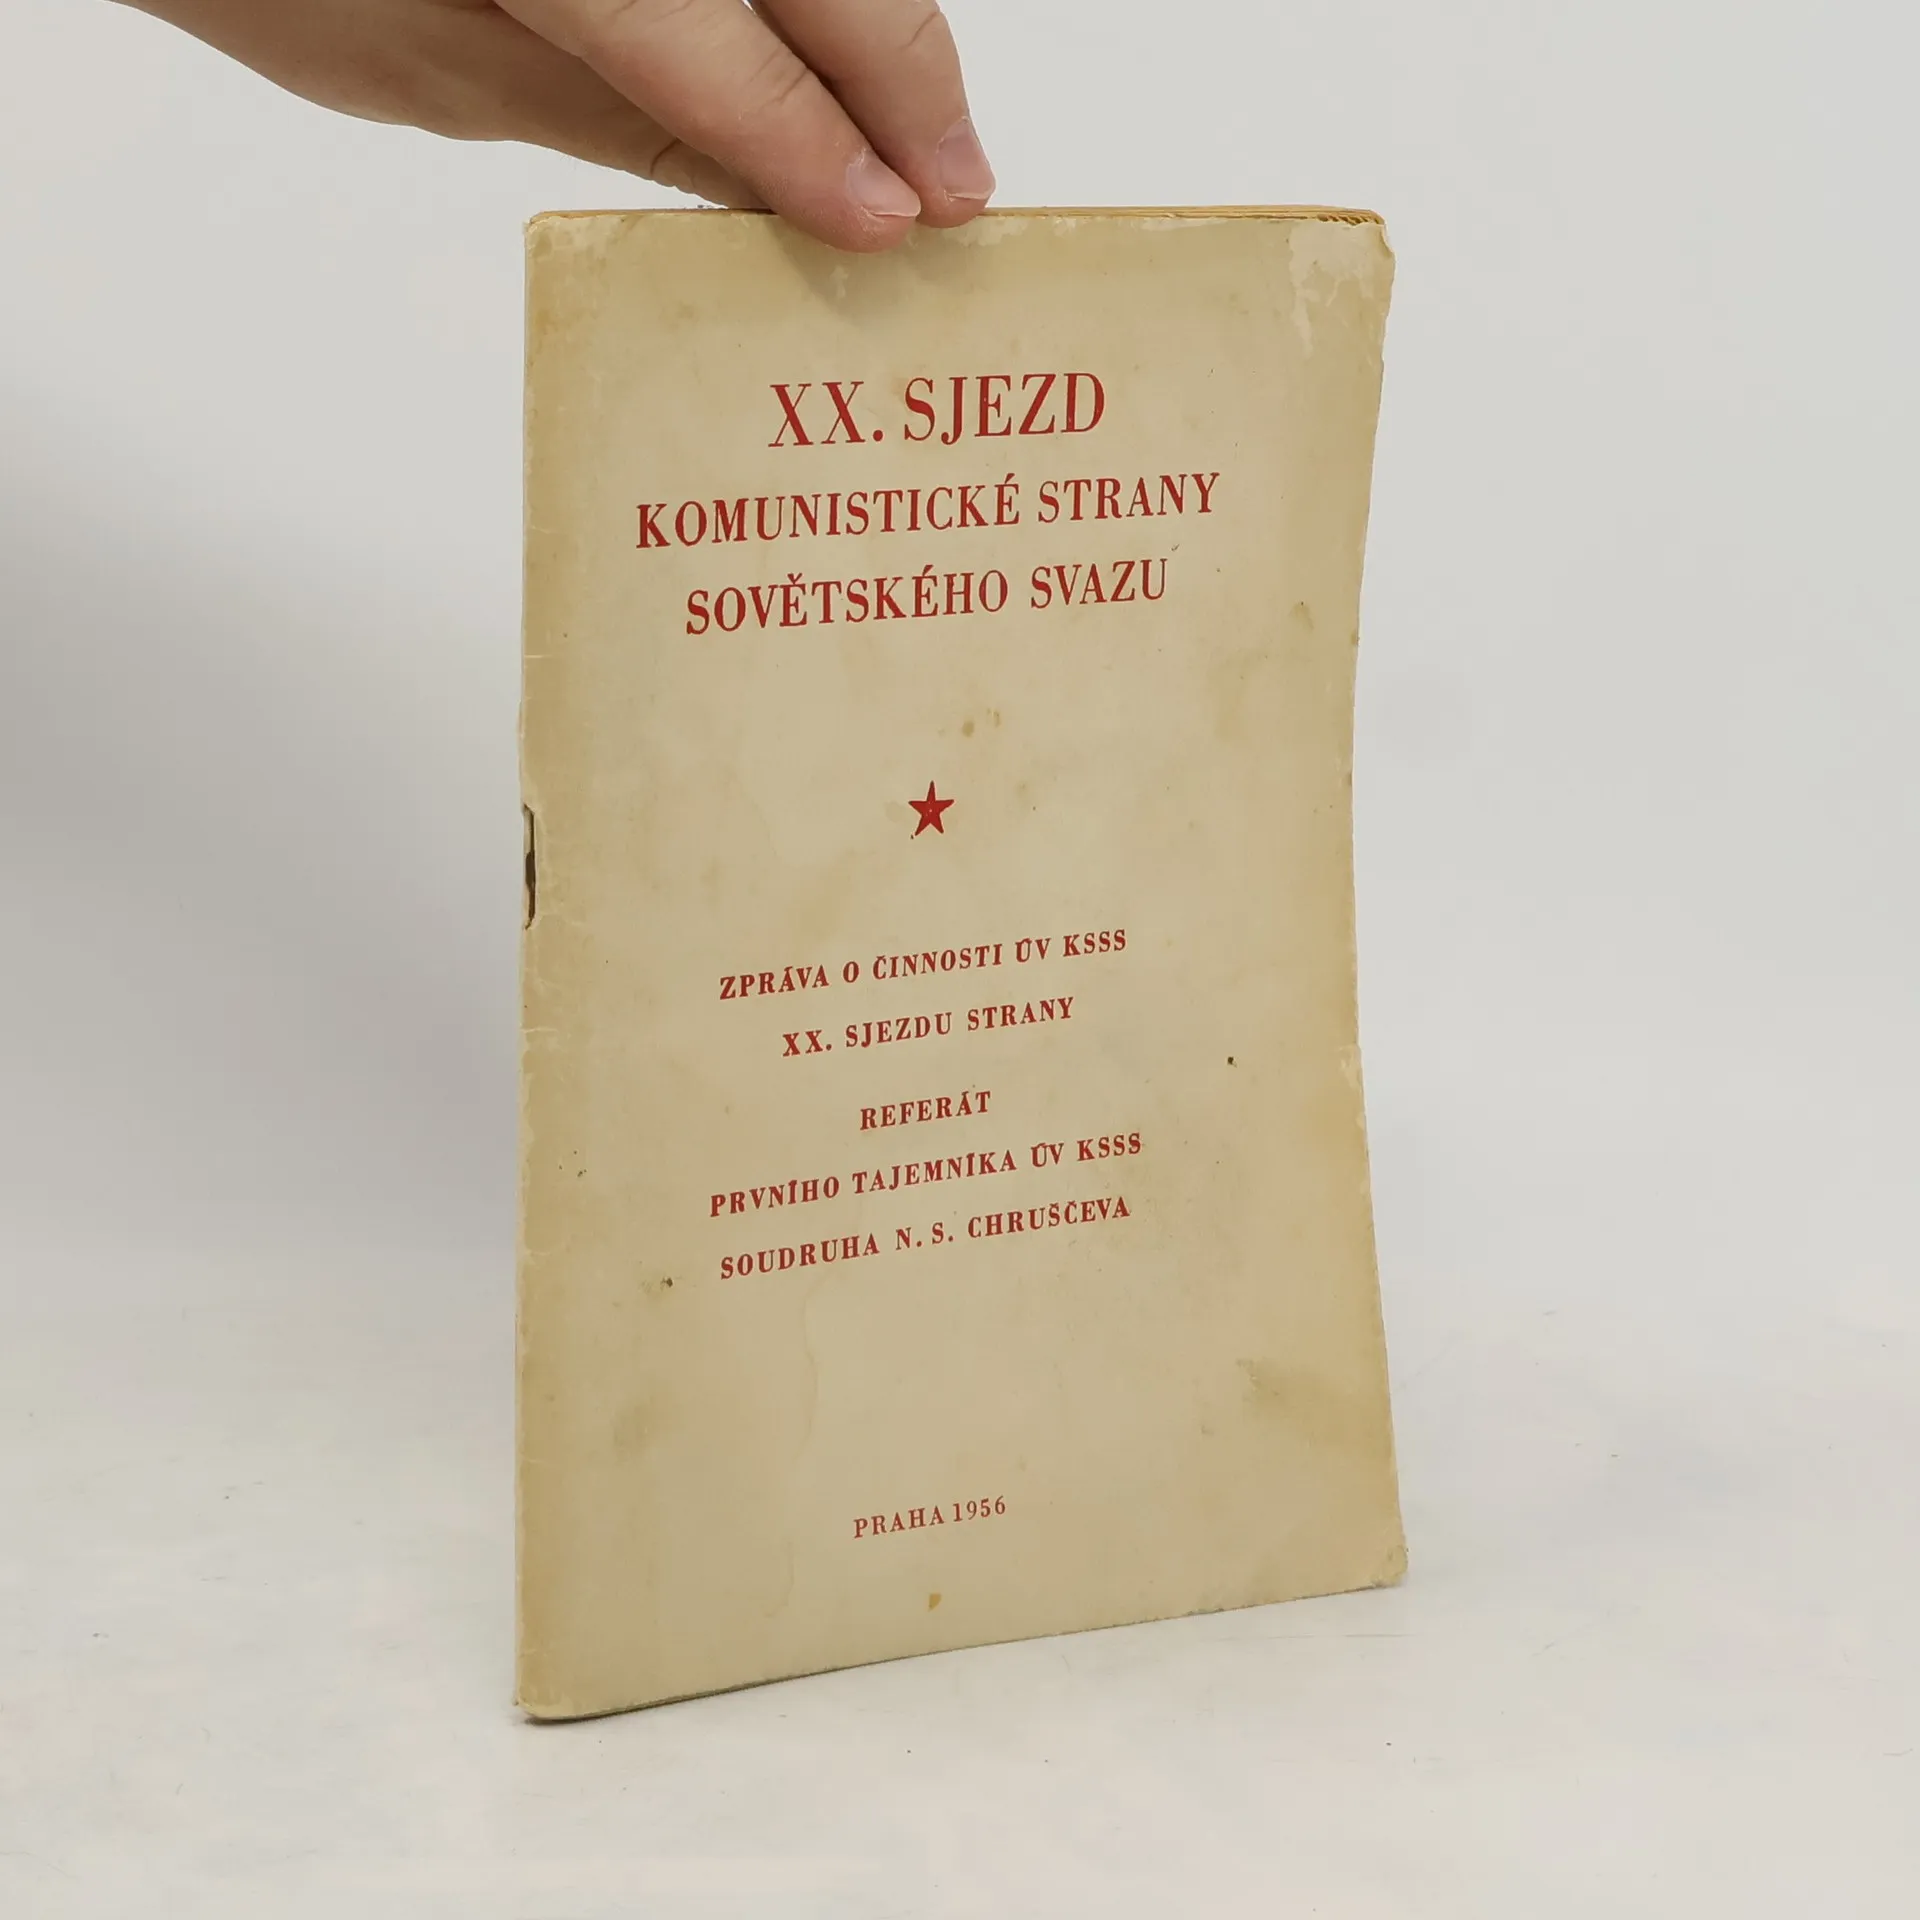 XX. SJEZD
KOMUNISTICKÉ STRANY
SOVĚTSKÉHO SVAZU
ZPRÁVA O ČINNOSTI ÚV KSSS
XX. SJEZDU STRANY
REFERÁT
PRVNÍHO TAJEMNÍKA ÚV KSSS
SOUDRUHA N. S. CHRUŠČEVA
PRAHA 1956